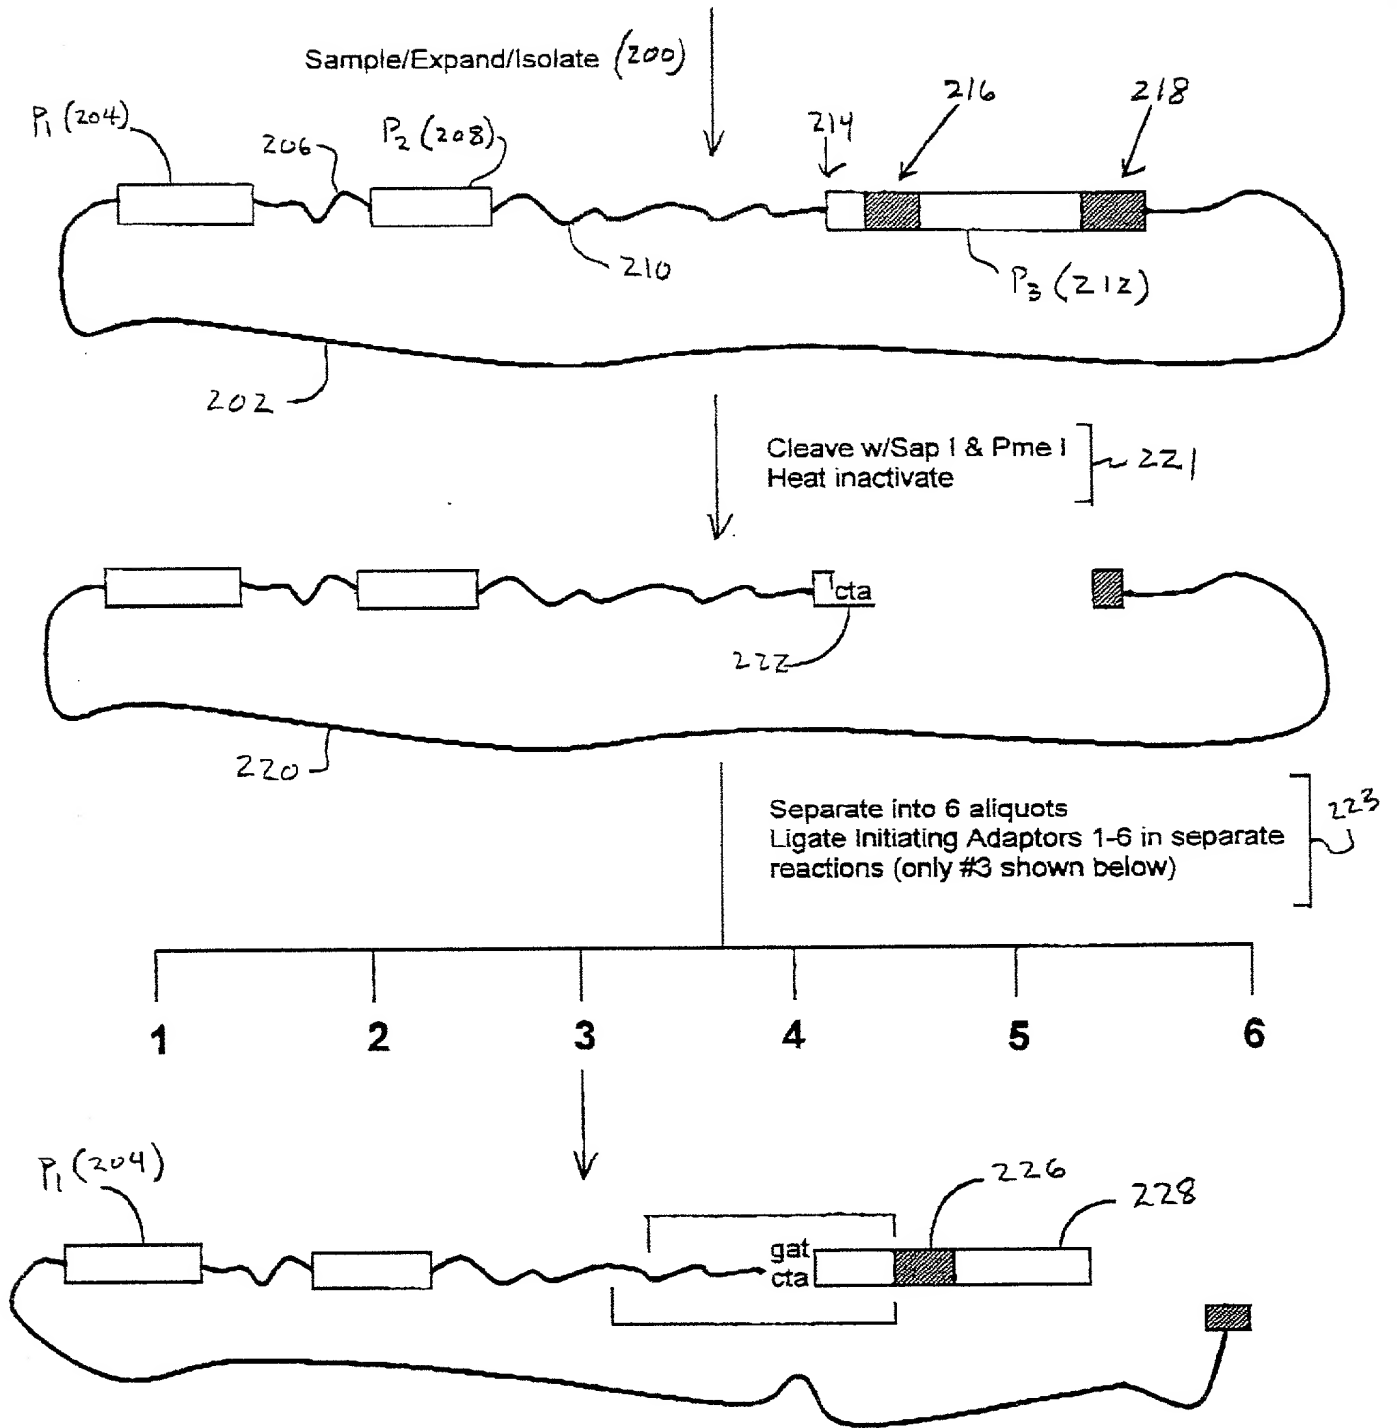 Sample/Expand/Isolate (200)
P1 (204)
206
P2 (208)
214
216
218
210
P3 (212)
202
Cleave w/Sap I & Pme I
Heat inactivate
221
cta
222
220
Separate into 6 aliquots
Ligate Initiating Adaptors 1-6 in separate
reactions (only #3 shown below)
223
1 2 3 4 5 6
P1 (204)
226
228
gat
cta